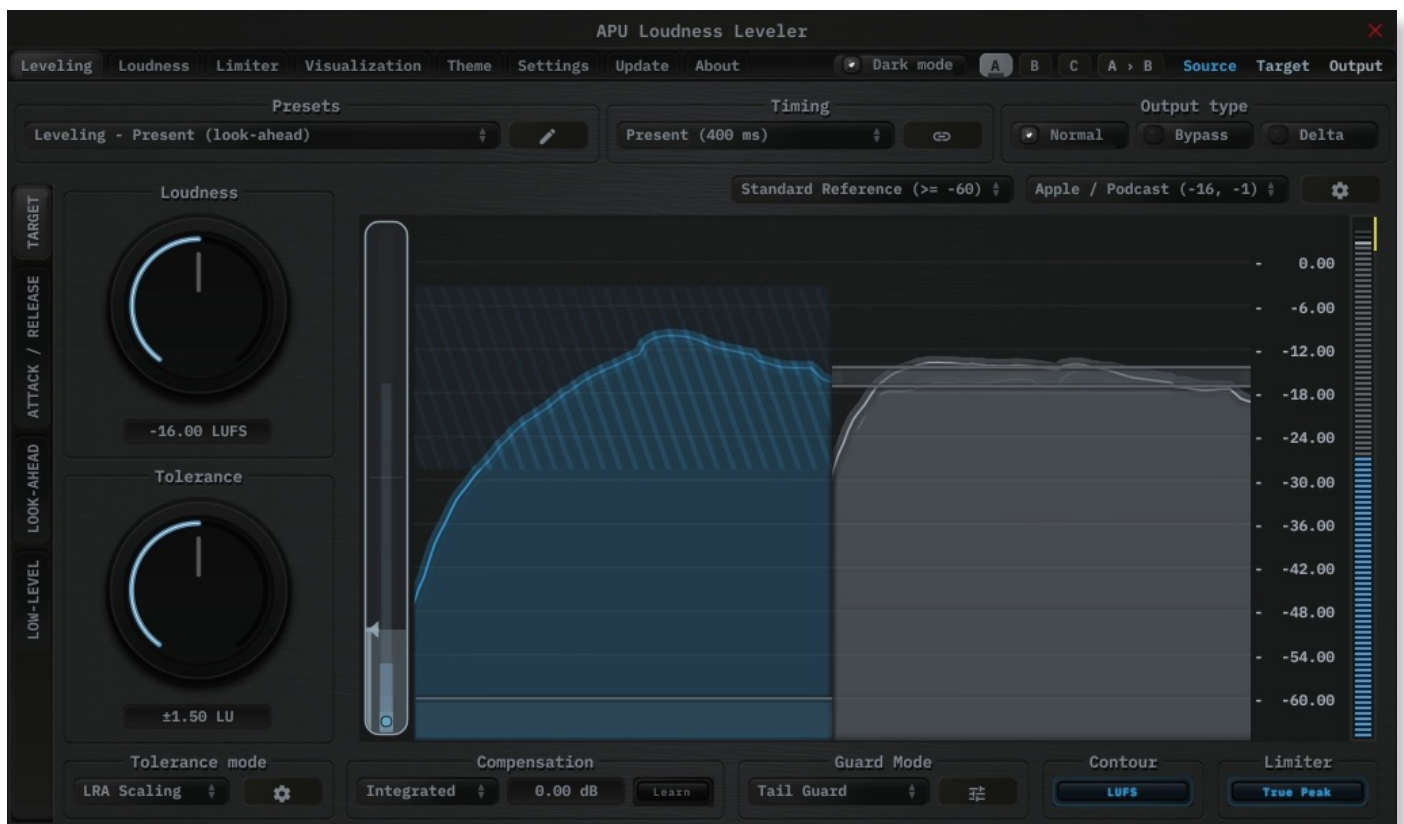 APU Loudness Leveler
Leveling Loudness Limiter Visualization Theme Settings Update About Dark mode A B C A › B Source Target Output
Presets Timing Output type
Leveling - Present (look-ahead) Present (400 ms) Normal Bypass Delta
Standard Reference (>= -60) Apple / Podcast (-16, -1)
TARGET
ATTACK / RELEASE
LOOK-AHEAD
LOW-LEVEL
Loudness
-16.00 LUFS
Tolerance
±1.50 LU
- 0.00
- -6.00
- -12.00
- -18.00
- -24.00
- -30.00
- -36.00
- -42.00
- -48.00
- -54.00
- -60.00
Tolerance mode Compensation Guard Mode Contour Limiter
LRA Scaling Integrated 0.00 dB Learn Tail Guard LUFS True Peak